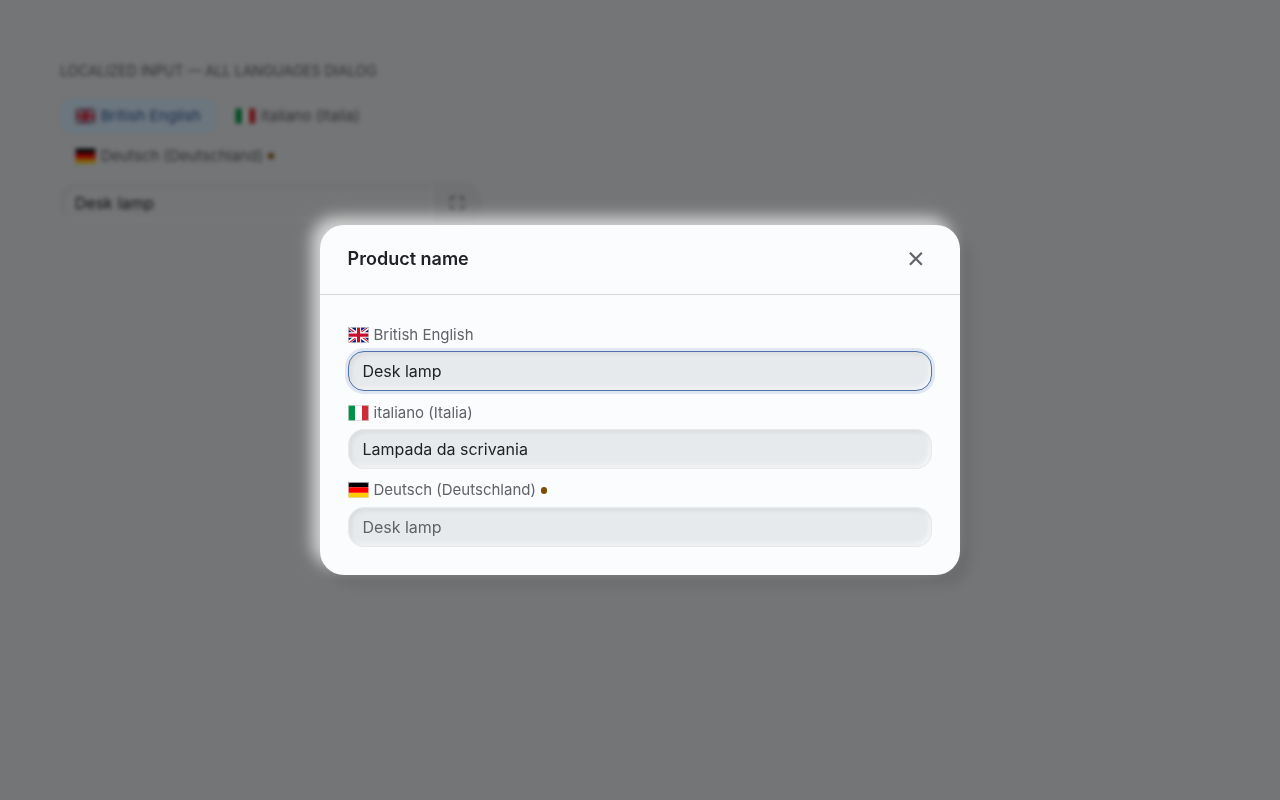 LOCALIZED INPUT — ALL LANGUAGES DIALOG
British English
italiano (Italia)
Deutsch (Deutschland)
Desk lamp
Product name
British English
Desk lamp
italiano (Italia)
Lampada da scrivania
Deutsch (Deutschland)
Desk lamp